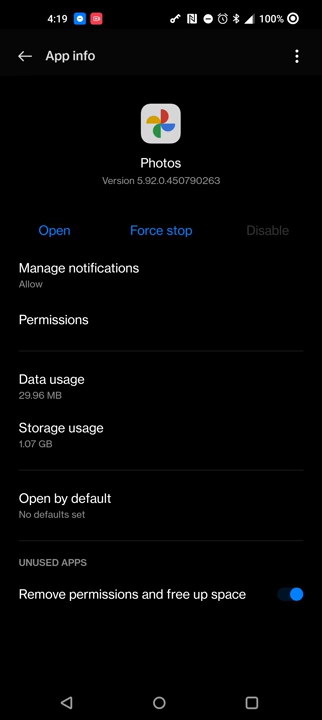 4:19
100%
App info
Photos
Version 5.92.0.450790263
Open Force stop Disable
Manage notifications
Allow
Permissions
Data usage
29.96 MB
Storage usage
1.07 GB
Open by default
No defaults set
UNUSED APPS
Remove permissions and free up space